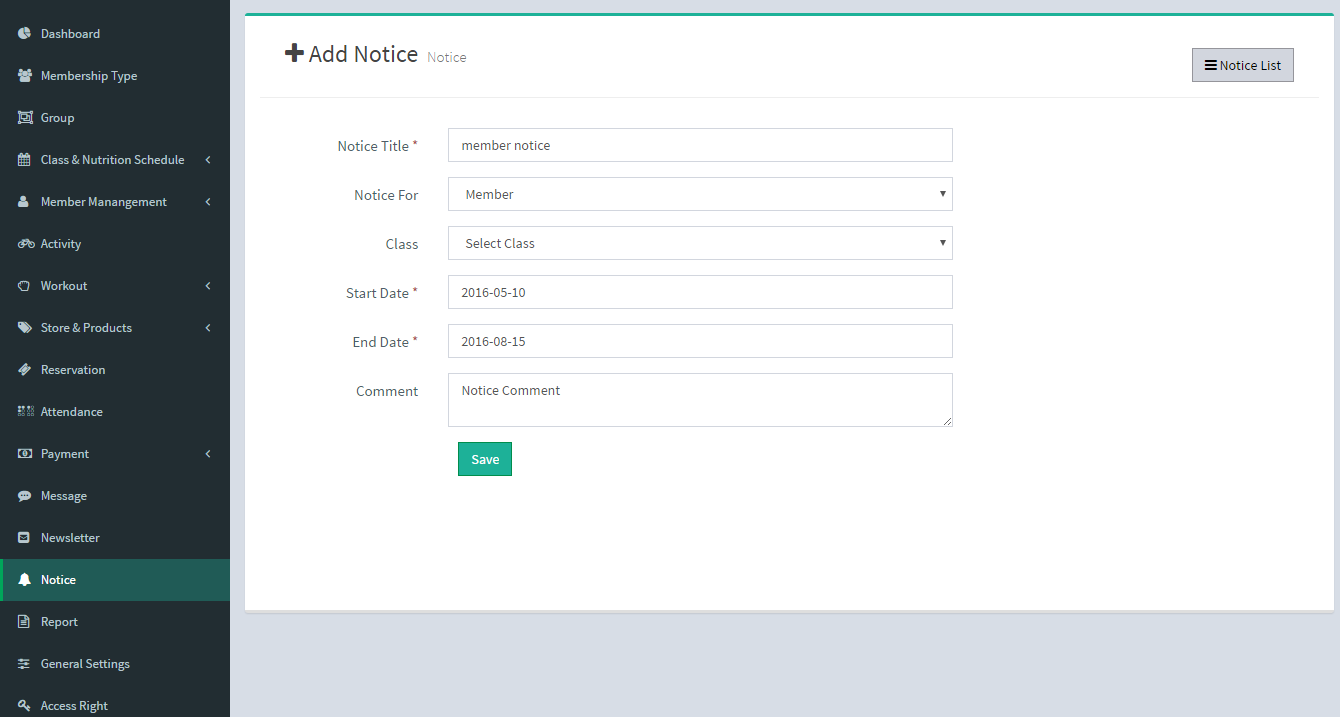 Dashboard
Membership Type
Group
Class & Nutrition Schedule
Member Manangement
Activity
Workout
Store & Products
Reservation
Attendance
Payment
Message
Newsletter
Notice
Report
General Settings
Access Right
Add Notice Notice
Notice List
Notice Title * member notice
Notice For Member
Class Select Class
Start Date * 2016-05-10
End Date * 2016-08-15
Comment Notice Comment
Save